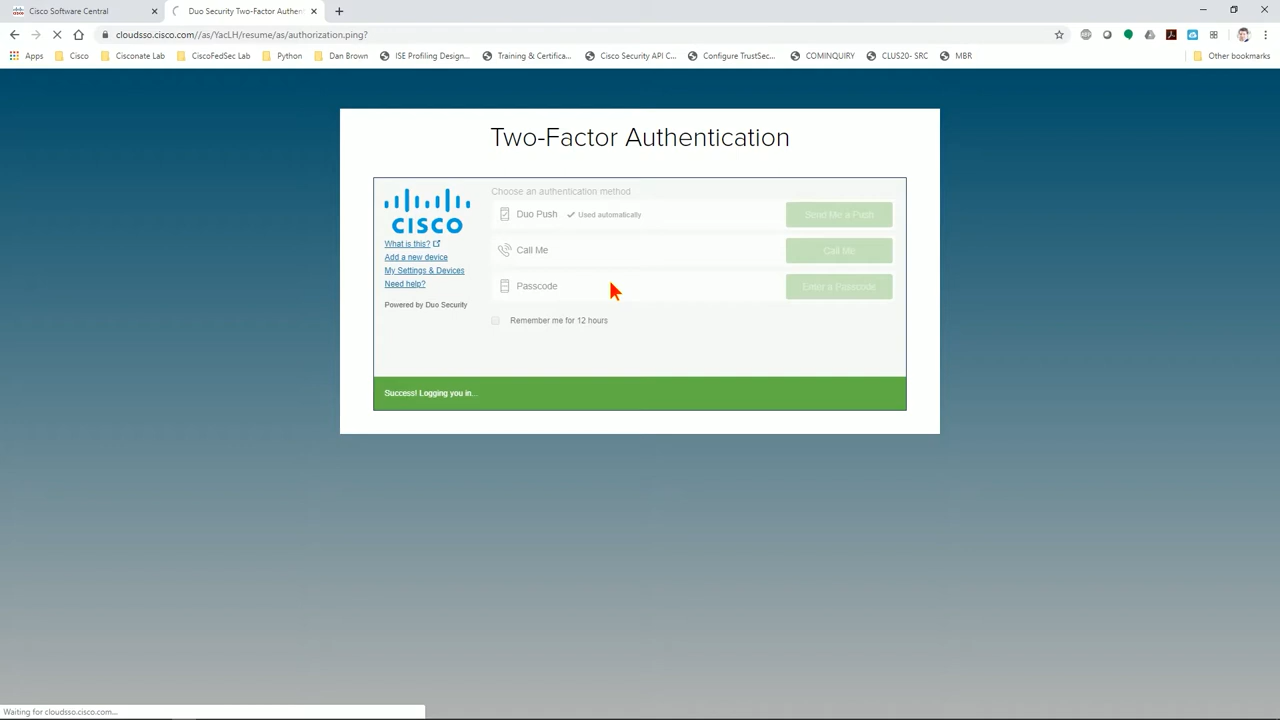 Cisco Software Central
Duo Security Two-Factor Authen
cloudsso.cisco.com//as/YacLH/resume/as/authorization.ping?
Apps
Cisco
Cisconate Lab
CiscoFedSec Lab
Python
Dan Brown
ISE Profiling Design...
Training & Certifica...
Cisco Security API C...
Configure TrustSec...
COMINQUIRY
CLUS20- SRC
MBR
Other bookmarks
Two-Factor Authentication
CISCO
What is this?
Add a new device
My Settings & Devices
Need help?
Powered by Duo Security
Choose an authentication method
Duo Push Used automatically
Send Me a Push
Call Me
Call Me
Passcode
Enter a Passcode
Remember me for 12 hours
Success! Logging you in...
Waiting for cloudsso.cisco.com...